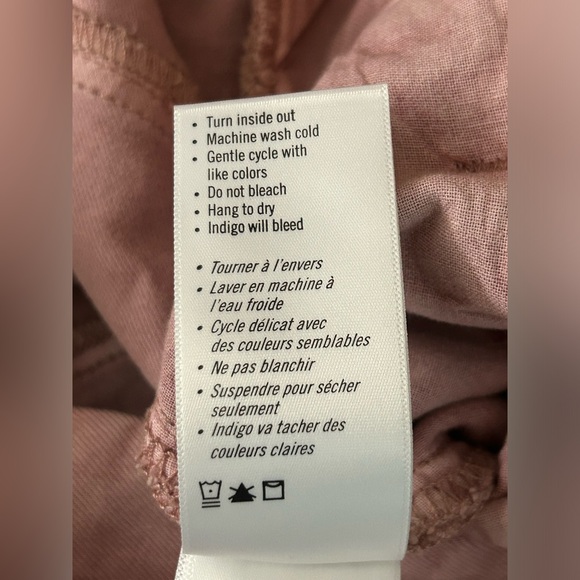 • Turn inside out
• Machine wash cold
• Gentle cycle with
like colors
• Do not bleach
• Hang to dry
• Indigo will bleed
• Tourner à l'envers
• Laver en machine à
l'eau froide
• Cycle délicat avec
des couleurs semblables
• Ne pas blanchir
• Suspendre pour sécher
seulement
• Indigo va tacher des
couleurs claires